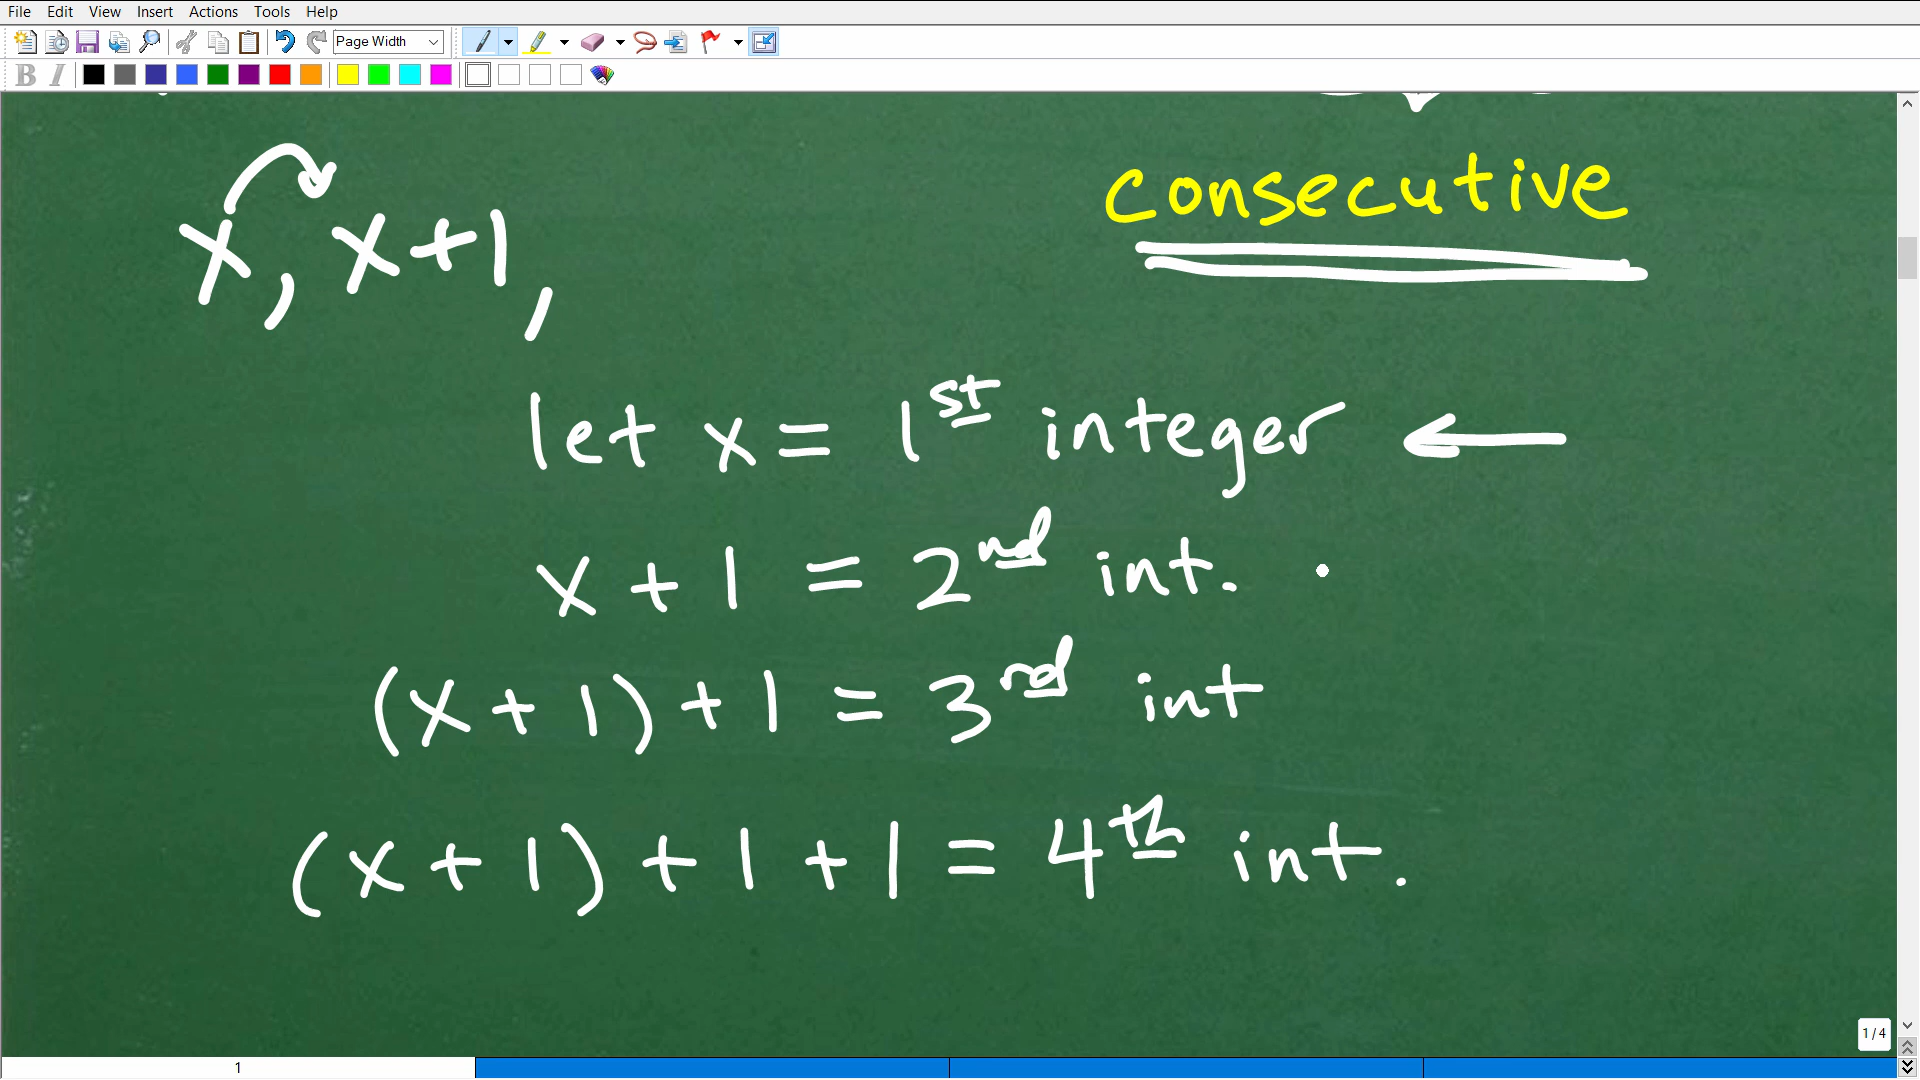 File Edit View Insert Actions Tools Help
Page Width
B I
consecutive
x, x+1,
let x = 1st integer
x + 1 = 2nd int.
(x + 1) + 1 = 3rd int
(x + 1) + 1 + 1 = 4th int.
1 / 4
1